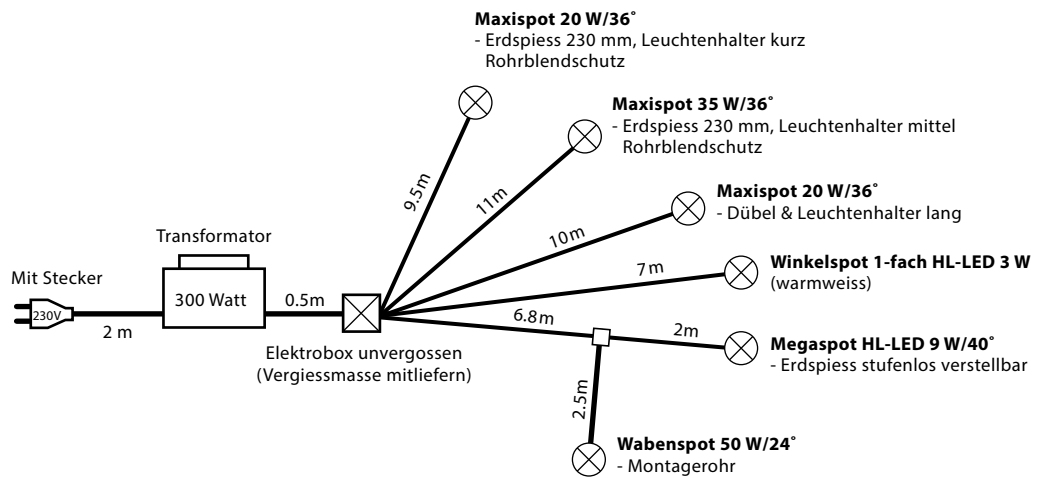 Maxispot 20 W/36°
- Erdspiess 230 mm, Leuchtenhalter kurz
Rohrblendschutz
Maxispot 35 W/36°
- Erdspiess 230 mm, Leuchtenhalter mittel
Rohrblendschutz
9.5m
11m
Maxispot 20 W/36°
- Dübel & Leuchtenhalter lang
10m
Transformator
Winkelspot 1-fach HL-LED 3 W
(warmweiss)
7m
Mit Stecker
300 Watt
0.5m
230V
2 m
6.8m
2m
Megaspot HL-LED 9 W/40°
- Erdspiess stufenlos verstellbar
Elektrobox unvergossen
(Vergiessmasse mitliefern)
2.5m
Wabenspot 50 W/24°
- Montagerohr